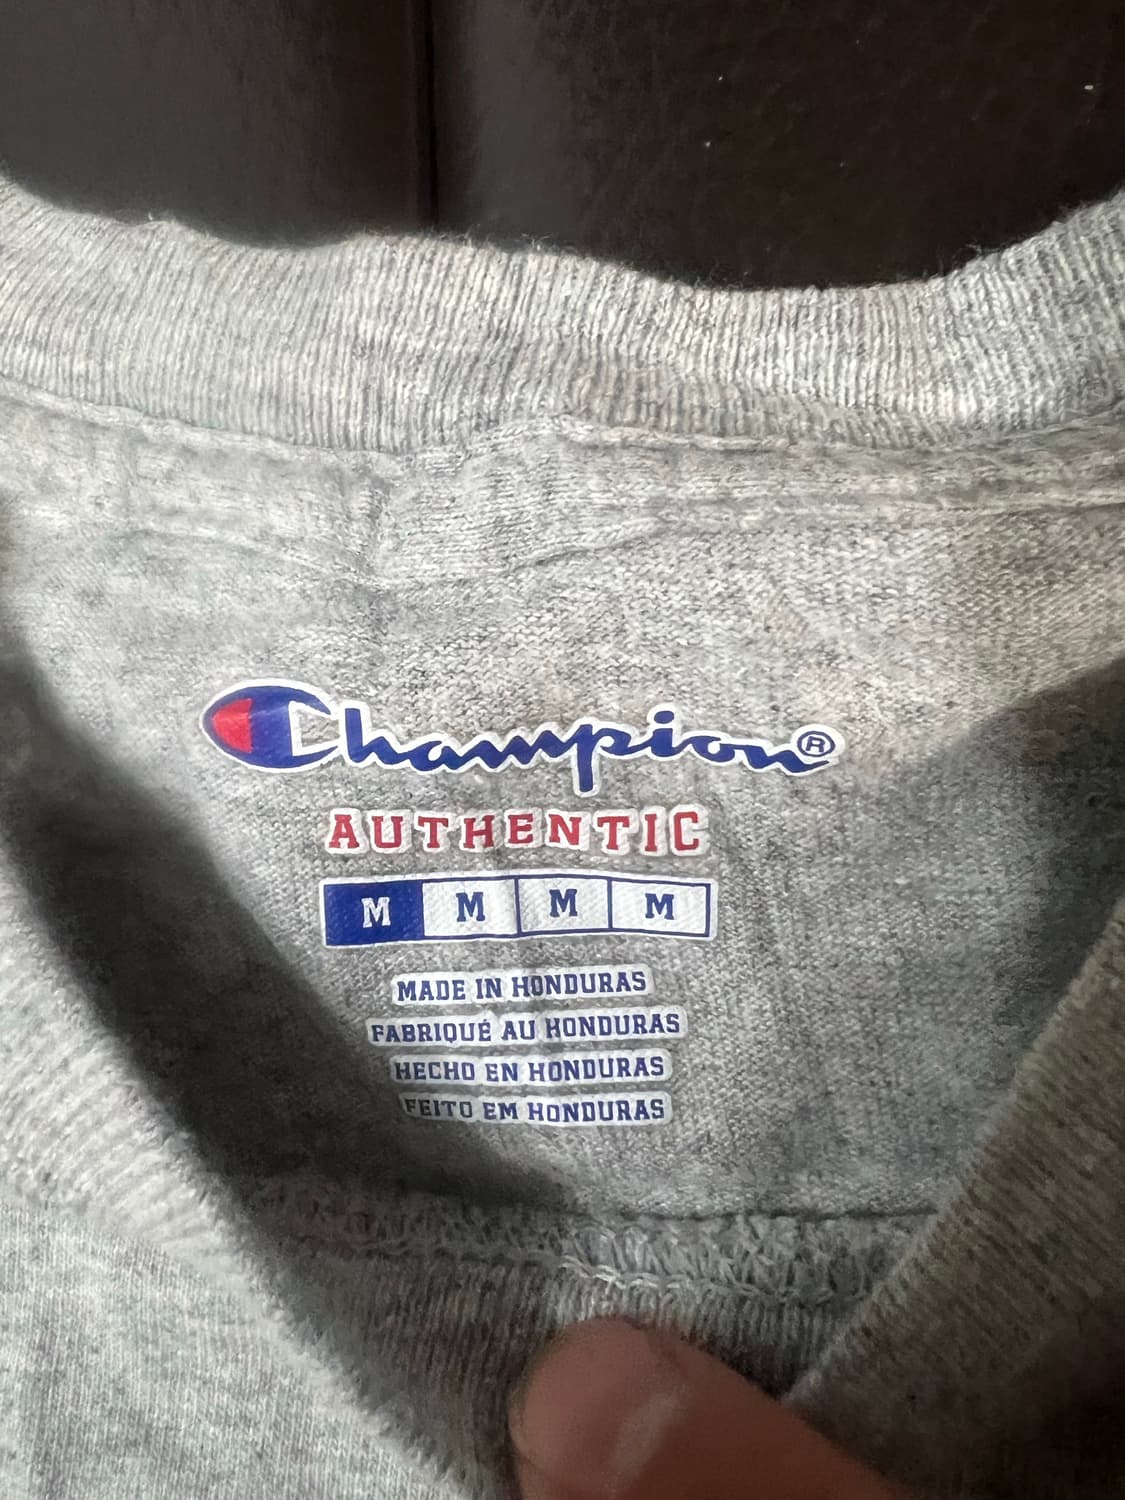 Champion®
AUTHENTIC
M M M M
MADE IN HONDURAS
FABRIQUÉ AU HONDURAS
HECHO EN HONDURAS
FEITO EM HONDURAS